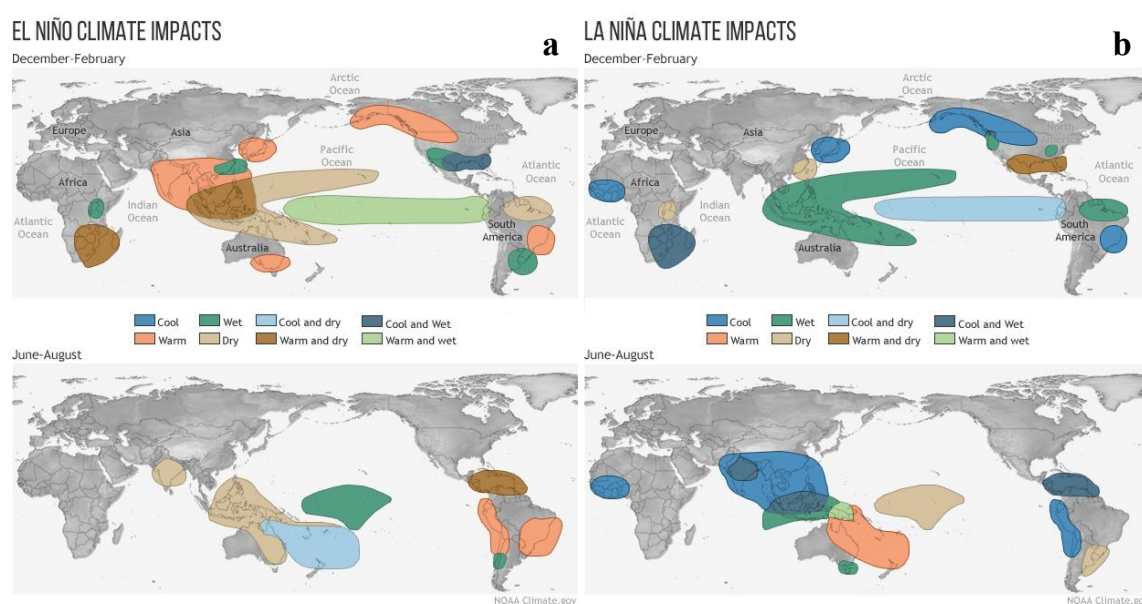 EL NIÑO CLIMATE IMPACTS
a
December-February
Arctic
Ocean
Europe
Asia
North
America
Pacific
Ocean
Atlantic
Ocean
Africa
Indian
Ocean
Atlantic
Ocean
South
America
Australia
Cool
Wet
Cool and dry
Cool and Wet
Warm
Dry
Warm and dry
Warm and wet
June-August
NOAA Climate.gov
LA NIÑA CLIMATE IMPACTS
b
December-February
Arctic
Ocean
Europe
Asia
North
America
Pacific
Ocean
Atlantic
Ocean
Africa
Indian
Ocean
Atlantic
Ocean
South
America
Australia
Cool
Wet
Cool and dry
Cool and Wet
Warm
Dry
Warm and dry
Warm and wet
June-August
NOAA Climate.gov